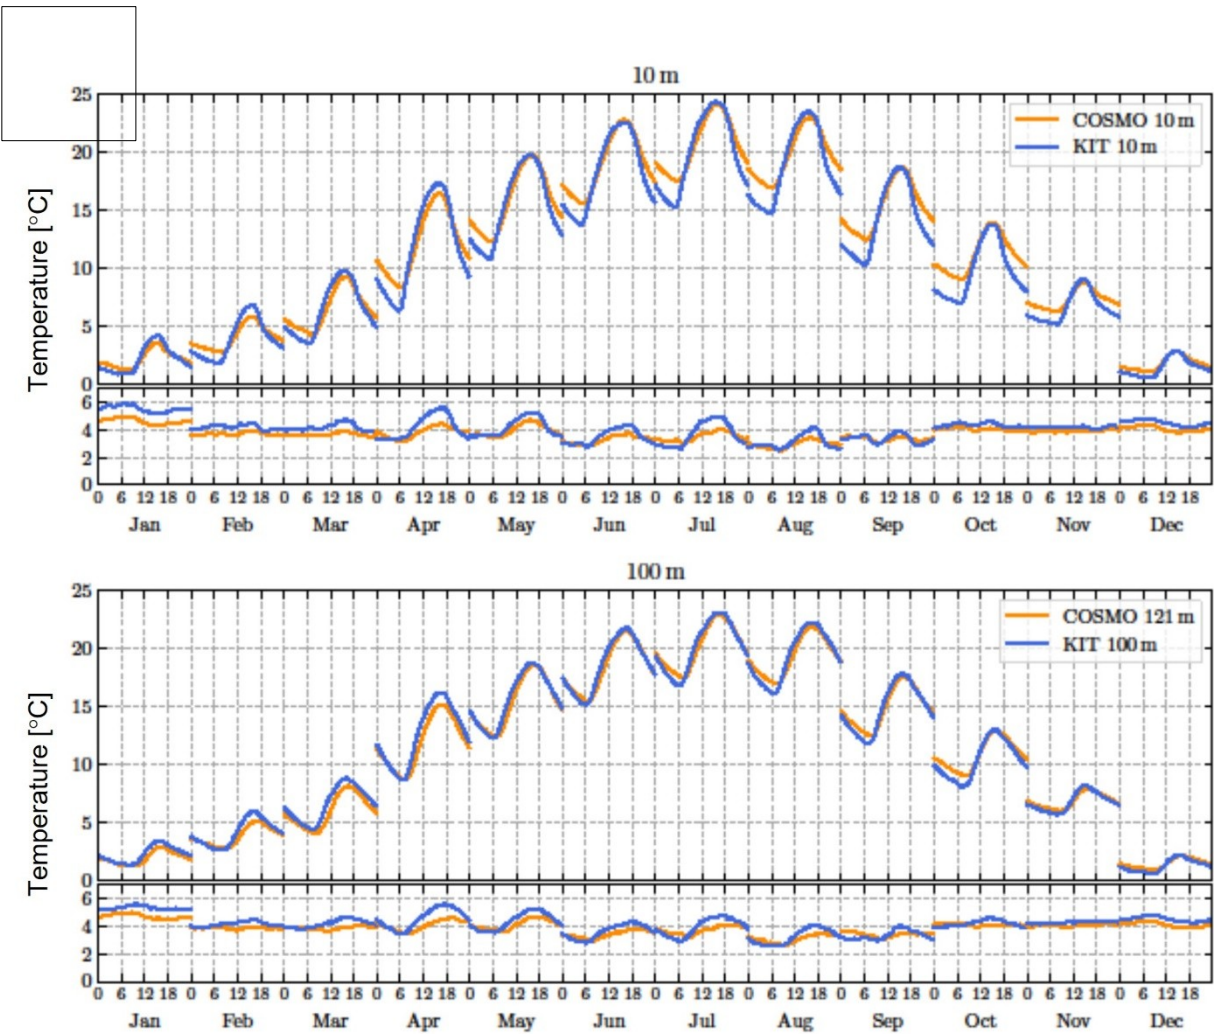 10 m
25
20
15
10
5
0
Temperature [°C]
COSMO 10 m
KIT 10 m
6
4
2
0
0 6 12 18 0 6 12 18 0 6 12 18 0 6 12 18 0 6 12 18 0 6 12 18 0 6 12 18 0 6 12 18 0 6 12 18 0 6 12 18 0 6 12 18 0 6 12 18
Jan Feb Mar Apr May Jun Jul Aug Sep Oct Nov Dec
100 m
25
20
15
10
5
0
Temperature [°C]
COSMO 121 m
KIT 100 m
6
4
2
0
0 6 12 18 0 6 12 18 0 6 12 18 0 6 12 18 0 6 12 18 0 6 12 18 0 6 12 18 0 6 12 18 0 6 12 18 0 6 12 18 0 6 12 18 0 6 12 18
Jan Feb Mar Apr May Jun Jul Aug Sep Oct Nov Dec